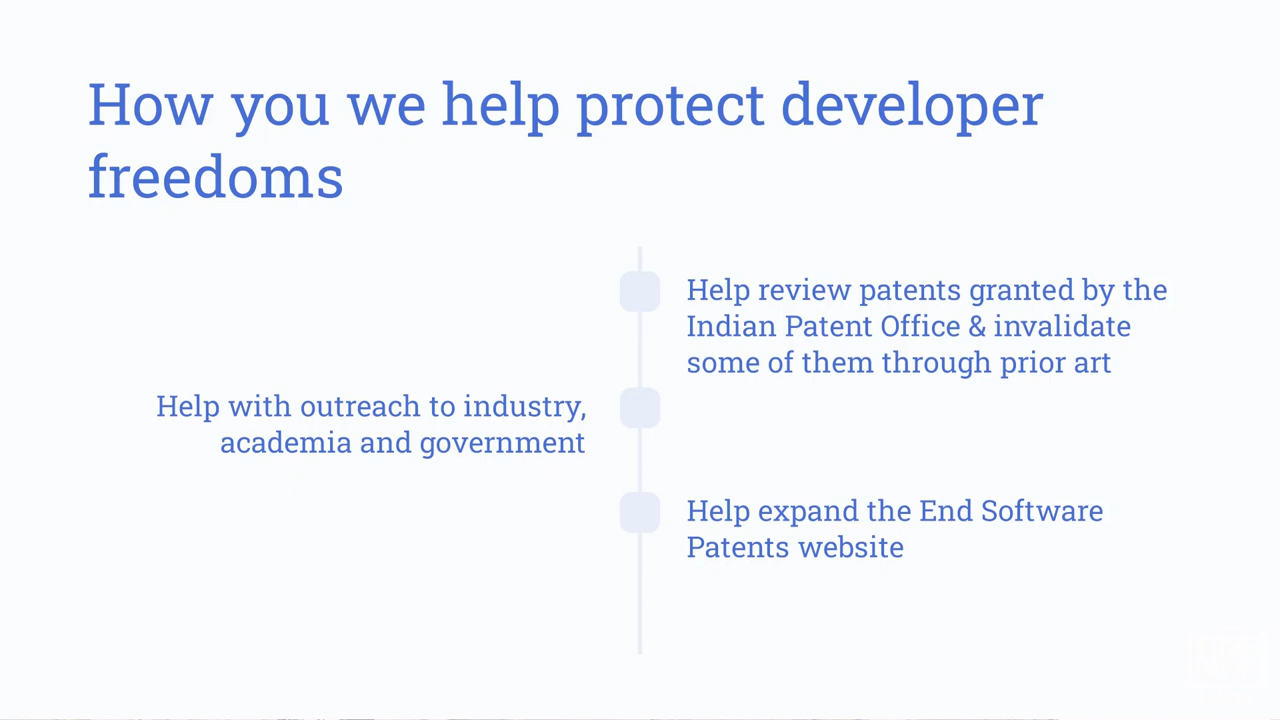 How you we help protect developer
freedoms
Help review patents granted by the
Indian Patent Office & invalidate
some of them through prior art
Help with outreach to industry,
academia and government
Help expand the End Software
Patents website